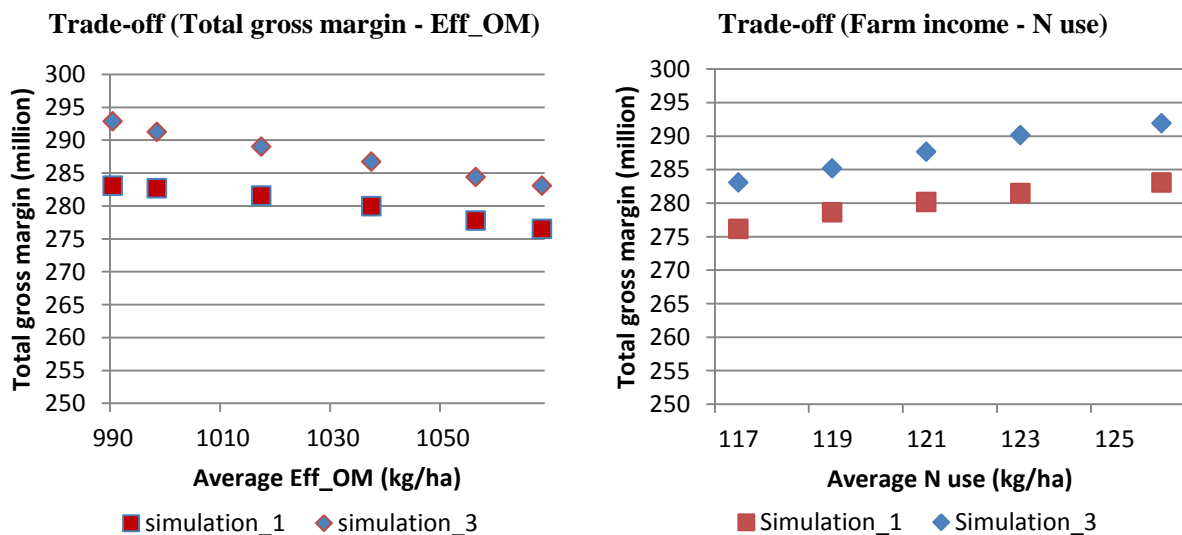 Trade-off (Total gross margin - Eff_OM)
Total gross margin (million)
300
295
290
285
280
275
270
265
260
255
250
990 1010 1030 1050
Average Eff_OM (kg/ha)
simulation_1 simulation_3
Trade-off (Farm income - N use)
Total gross margin (million)
300
295
290
285
280
275
270
265
260
255
250
117 119 121 123 125
Average N use (kg/ha)
Simulation_1 Simulation_3